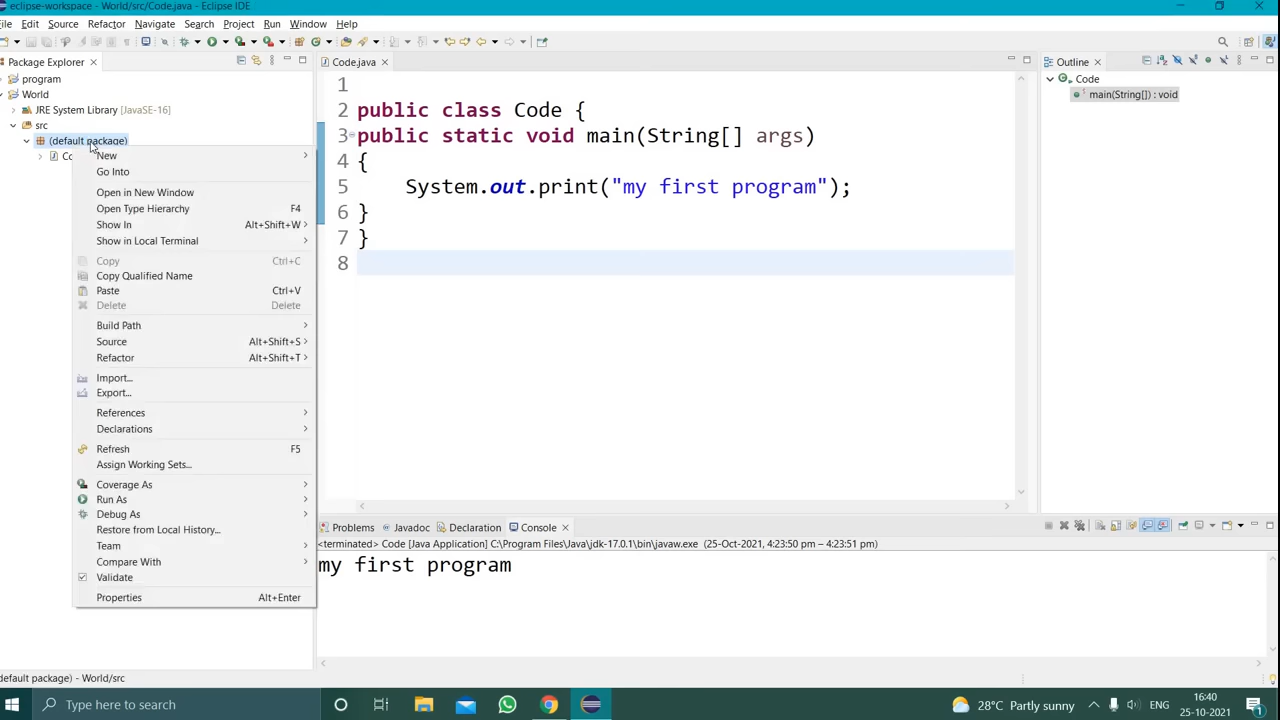 eclipse-workspace - World/src/Code.java - Eclipse IDE
File Edit Source Refactor Navigate Search Project Run Window Help
Package Explorer
program
World
JRE System Library [JavaSE-16]
src
(default package)
Co
New
Go Into
Open in New Window
Open Type Hierarchy F4
Show In Alt+Shift+W
Show in Local Terminal
Copy Ctrl+C
Copy Qualified Name
Paste Ctrl+V
Delete Delete
Build Path
Source Alt+Shift+S
Refactor Alt+Shift+T
Import...
Export...
References
Declarations
Refresh F5
Assign Working Sets...
Coverage As
Run As
Debug As
Restore from Local History...
Team
Compare With
Validate
Properties Alt+Enter
Code.java
1
2 public class Code {
3 public static void main(String[] args)
4 {
5 System.out.print("my first program");
6 }
7 }
8
Outline
Code
main(String[]) : void
Problems Javadoc Declaration Console
<terminated> Code [Java Application] C:\Program Files\Java\jdk-17.0.1\bin\javaw.exe (25-Oct-2021, 4:23:50 pm – 4:23:51 pm)
my first program
(default package) - World/src
Type here to search
28°C Partly sunny
ENG
16:40
25-10-2021
1